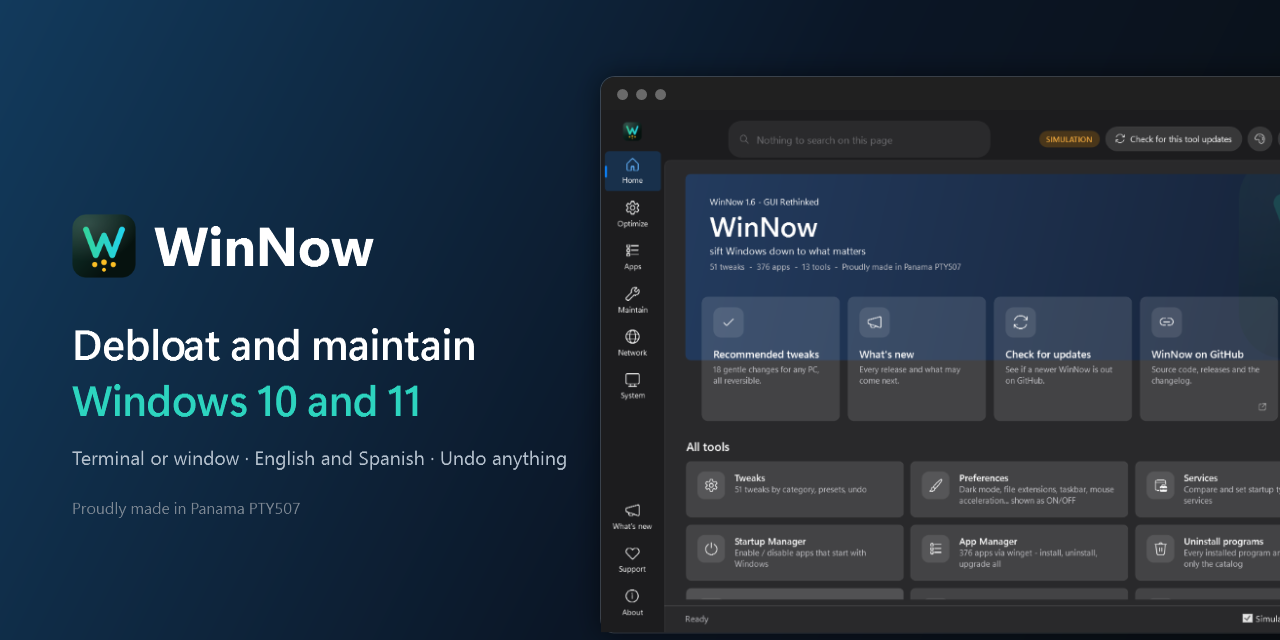 WinNow
Debloat and maintain
Windows 10 and 11
Terminal or window · English and Spanish · Undo anything
Proudly made in Panama PTY507
Nothing to search on this page
SIMULATION
Check for this tool updates
Home
Optimize
Apps
Maintain
Network
System
What's new
Support
About
WinNow 1.6 - GUI Rethinked
WinNow
sift Windows down to what matters
51 tweaks - 376 apps - 13 tools - Proudly made in Panama PTY507
Recommended tweaks
18 gentle changes for any PC,
all reversible.
What's new
Every release and what may
come next.
Check for updates
See if a newer WinNow is out
on GitHub.
WinNow on GitHub
Source code, releases and the
changelog.
All tools
Tweaks
51 tweaks by category, presets, undo
Preferences
Dark mode, file extensions, taskbar, mouse
acceleration... shown as ON/OFF
Services
Compare and set startup
services
Startup Manager
Enable / disable apps that start with
Windows
App Manager
376 apps via winget - install, uninstall,
upgrade all
Uninstall programs
Every installed program
only the catalog
Ready